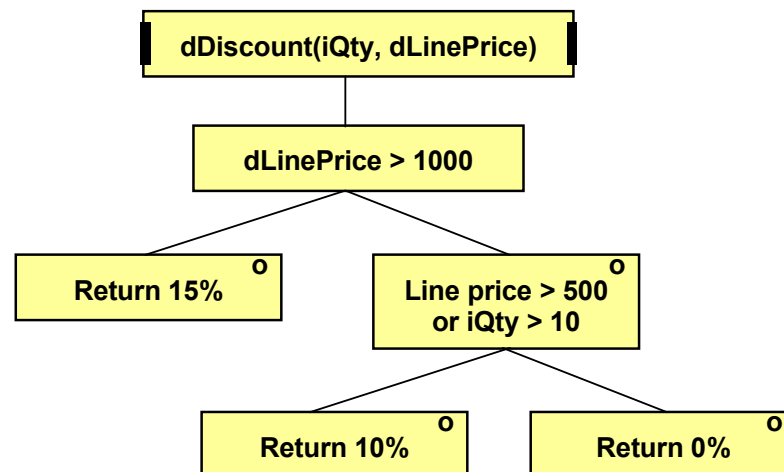 dDiscount(iQty, dLinePrice)
dLinePrice > 1000
o
Return 15%
o
Line price > 500
or iQty > 10
o
Return 10%
o
Return 0%